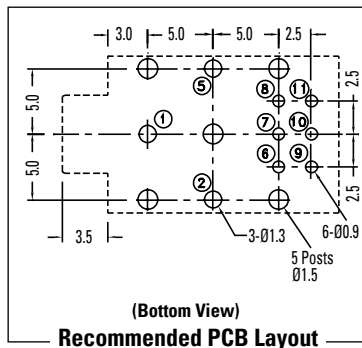 3.0 5.0 5.0 2.5
⑤ ⑧ ⑪
5.0 2.5
① ⑦ ⑩
5.0 ② ⑥ ⑨ 2.5
3.5 3-Ø1.3 6-Ø0.9
5 Posts
Ø1.5
(Bottom View)
Recommended PCB Layout